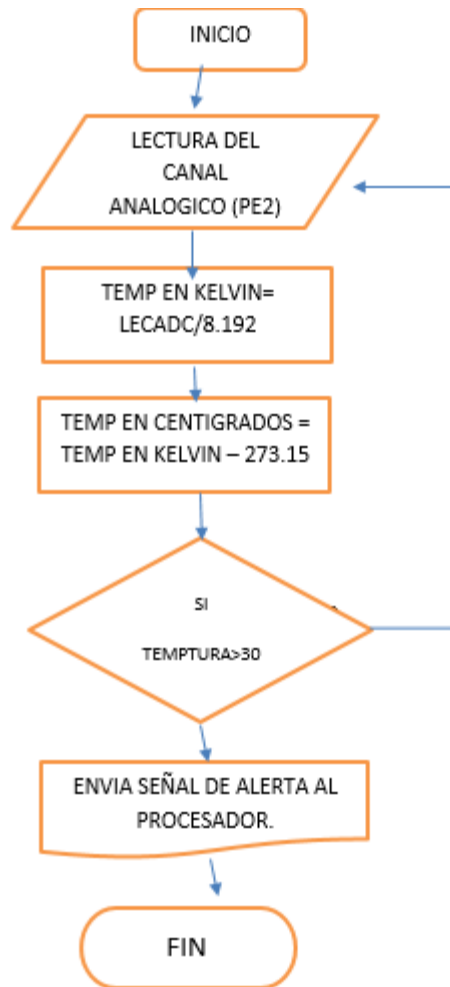 INICIO
LECTURA DEL
CANAL
ANALOGICO (PE2)
TEMP EN KELVIN=
LECADC/8.192
TEMP EN CENTIGRADOS =
TEMP EN KELVIN – 273.15
SI
TEMPTURA>30
ENVIA SEÑAL DE ALERTA AL
PROCESADOR.
FIN